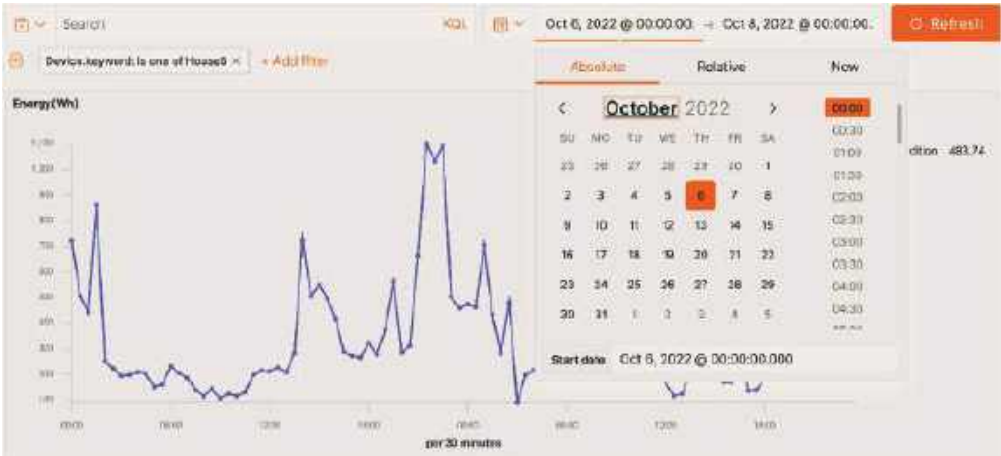 Search KQL Oct 6, 2022 @ 00:00:00. → Oct 8, 2022 @ 00:00:00. Refresh
Device.keyword: is one of House6 × + Add filter
Absolute Relative Now
Energy(Wh)
October 2022
00:00
SU MO TU WE TH FR SA
00:30
01:00
01:30
02:00
02:30
03:00
03:30
04:00
04:30
483.74
25 26 27 28 29 30 1
2 3 4 5 6 7 8
9 10 11 12 13 14 15
16 17 18 19 20 21 22
23 24 25 26 27 28 29
30 31 1 2 3 4 5
Start date Oct 6, 2022 @ 00:00:00.000
per 30 minutes